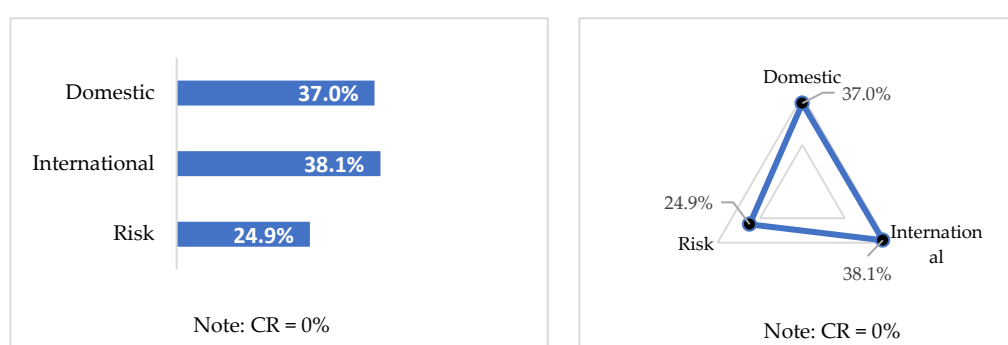 Domestic
37.0%
International
38.1%
Risk
24.9%
Note: CR = 0%
Domestic
37.0%
24.9%
Risk
Internation
al
38.1%
Note: CR = 0%